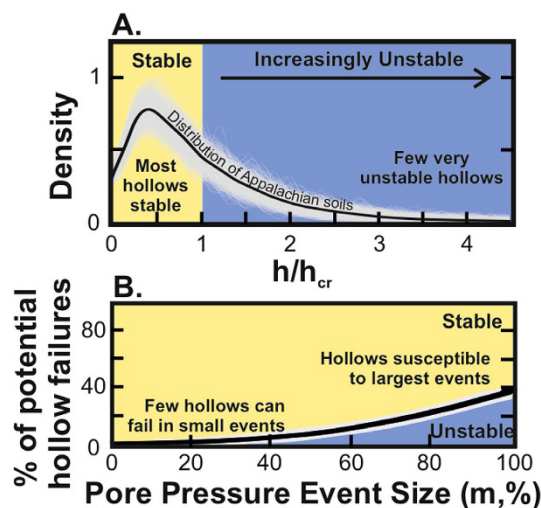 A.
Stable
Increasingly Unstable
1
Density
Distribution of Appalachian soils
Most
hollows
stable
Few very
unstable hollows
0
0 1 2 3 4
h/hcr
B.
% of potential
hollow failures
80
40
0
Stable
Hollows susceptible
to largest events
Few hollows can
fail in small events
Unstable
0 20 40 60 80 100
Pore Pressure Event Size (m,%)